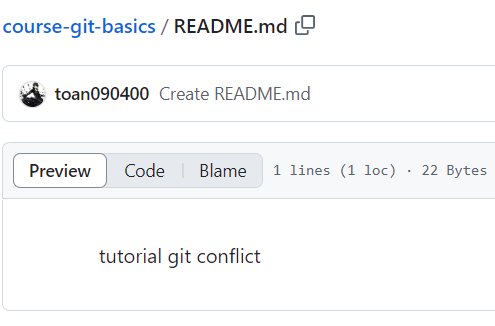 course-git-basics / README.md
toan090400 Create README.md
Preview Code Blame 1 lines (1 loc) · 22 Bytes
tutorial git conflict